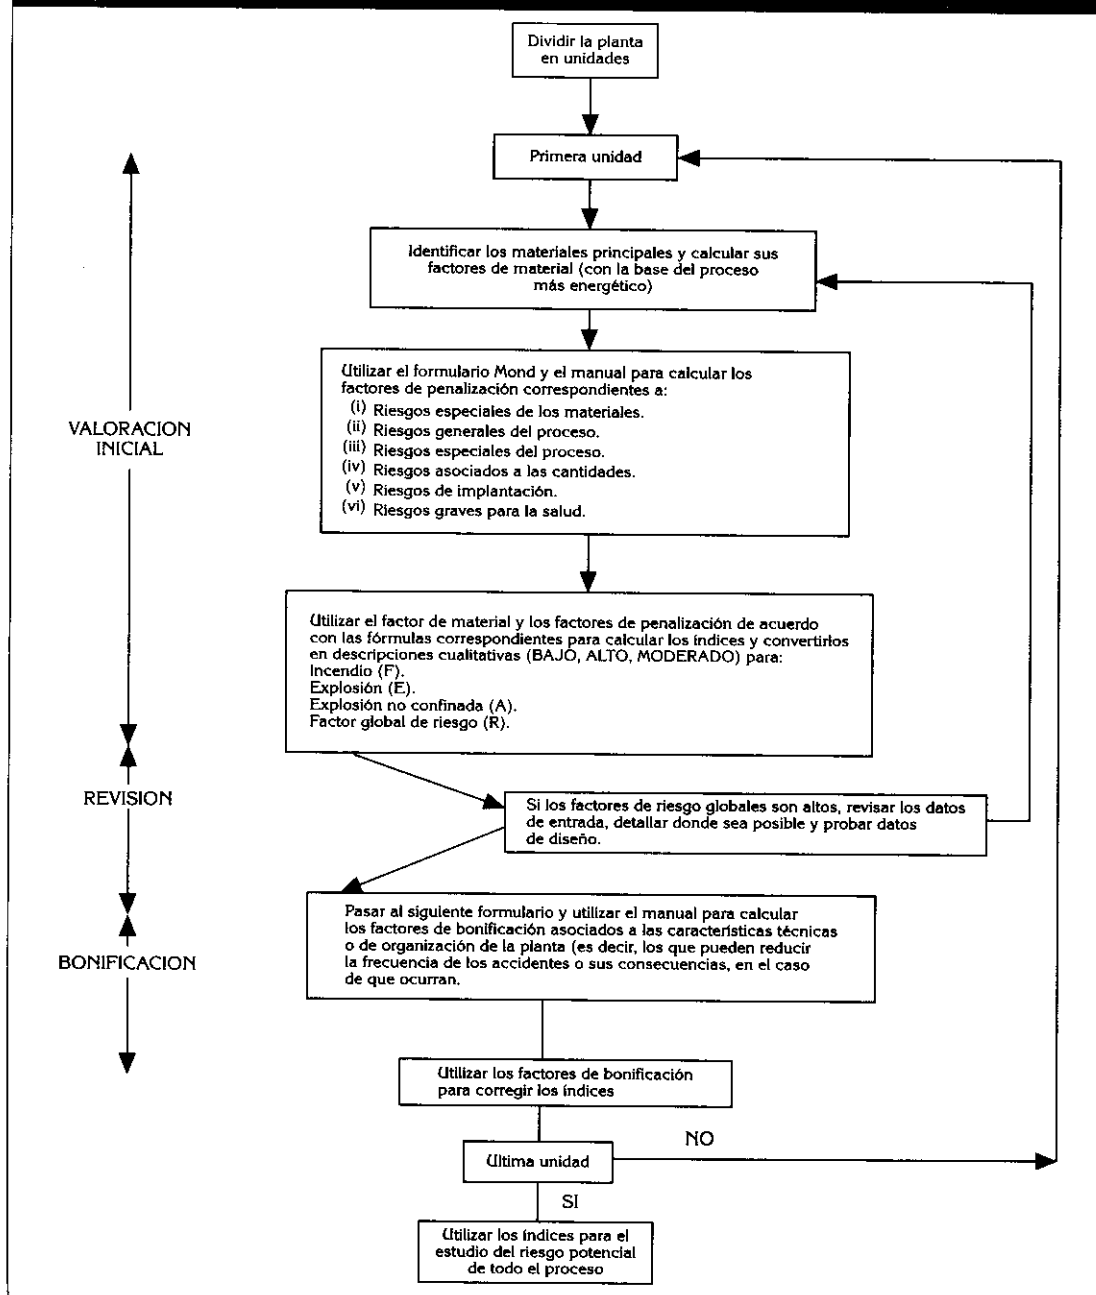 Dividir la planta
en unidades
Primera unidad
Identificar los materiales principales y calcular sus
factores de material (con la base del proceso
más energético)
Utilizar el formulario Mond y el manual para calcular los
factores de penalización correspondientes a:
(i) Riesgos especiales de los materiales.
(ii) Riesgos generales del proceso.
(iii) Riesgos especiales del proceso.
(iv) Riesgos asociados a las cantidades.
(v) Riesgos de implantación.
(vi) Riesgos graves para la salud.
VALORACION
INICIAL
Utilizar el factor de material y los factores de penalización de acuerdo
con las fórmulas correspondientes para calcular los índices y convertirlos
en descripciones cualitativas (BAJO, ALTO, MODERADO) para:
Incendio (F).
Explosión (E).
Explosión no confinada (A).
Factor global de riesgo (R).
REVISION
Si los factores de riesgo globales son altos, revisar los datos
de entrada, detallar donde sea posible y probar datos
de diseño.
Pasar al siguiente formulario y utilizar el manual para calcular
los factores de bonificación asociados a las características técnicas
o de organización de la planta (es decir, los que pueden reducir
la frecuencia de los accidentes o sus consecuencias, en el caso
de que ocurran.
BONIFICACION
Utilizar los factores de bonificación
para corregir los índices
NO
Ultima unidad
SI
Utilizar los índices para el
estudio del riesgo potencial
de todo el proceso